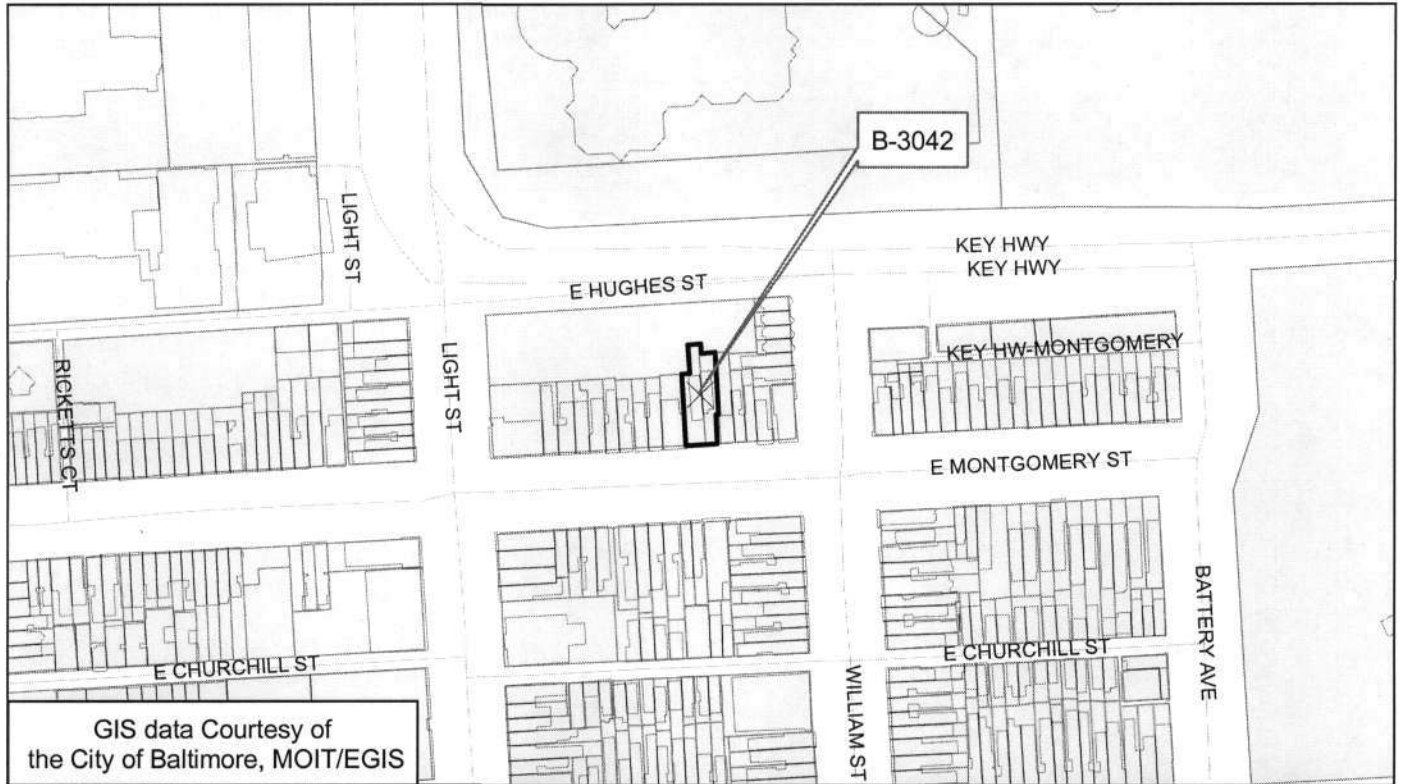 B-3042
LIGHT ST
KEY HWY
KEY HWY
E HUGHES ST
KEY HW-MONTGOMERY
RICKETTS CT
LIGHT ST
E MONTGOMERY ST
BATTERY AVE
E CHURCHILL ST
E CHURCHILL ST
WILLIAM ST
GIS data Courtesy of
the City of Baltimore, MOIT/EGIS